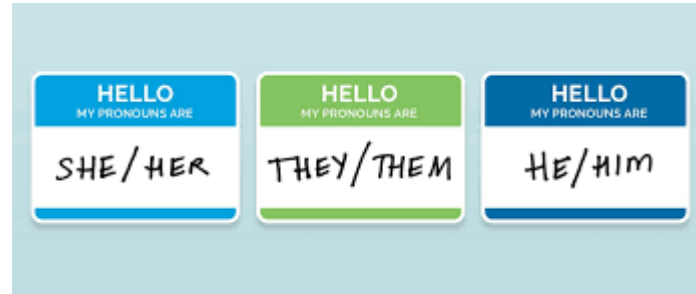 HELLO
MY PRONOUNS ARE
SHE/HER
HELLO
MY PRONOUNS ARE
THEY/THEM
HELLO
MY PRONOUNS ARE
HE/HIM